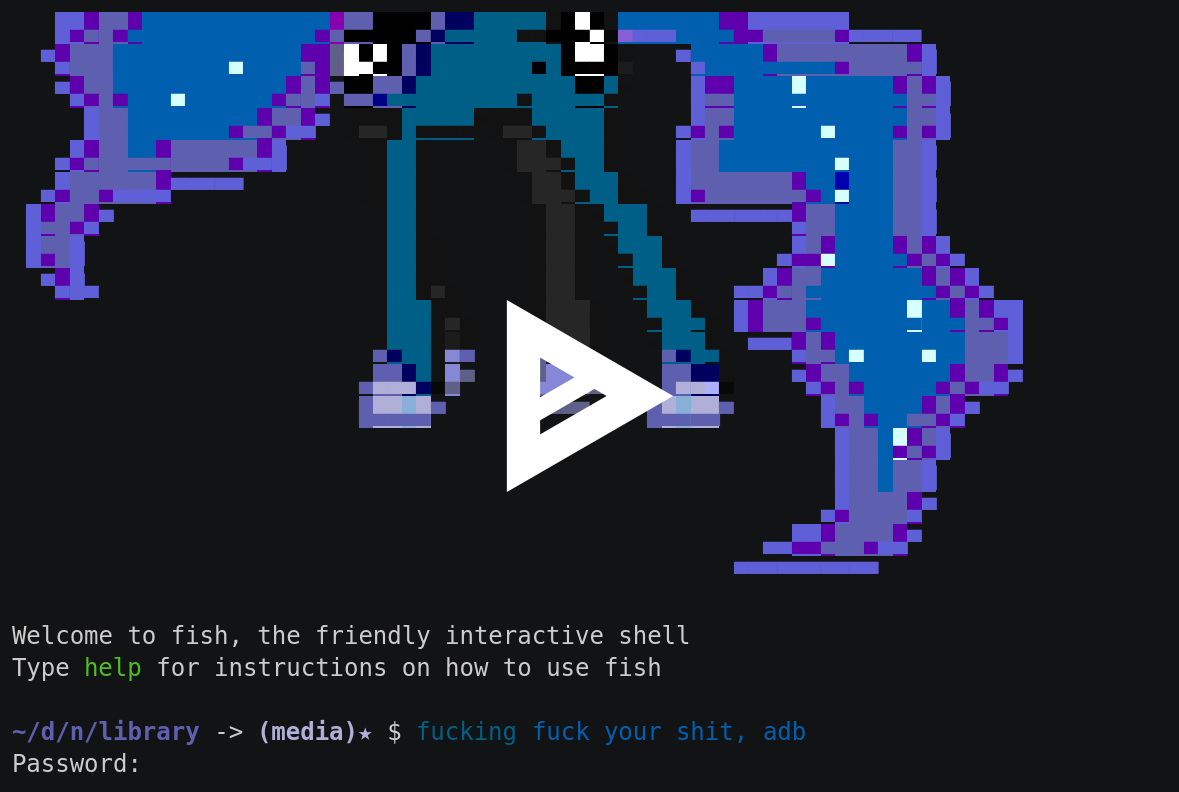 Welcome to fish, the friendly interactive shell
Type help for instructions on how to use fish
~/d/n/library -> (media)★ $ fucking fuck your shit, adb
Password: